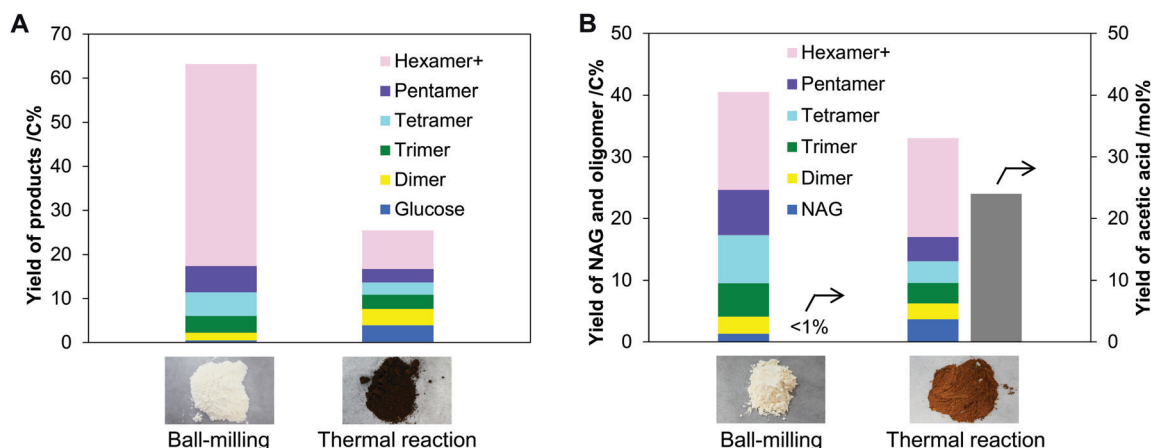 A
Yield of products /C%
70
60
50
40
30
20
10
0
Hexamer+
Pentamer
Tetramer
Trimer
Dimer
Glucose
Ball-milling
Thermal reaction
B
Yield of NAG and oligomer /C%
50
40
30
20
10
0
Hexamer+
Pentamer
Tetramer
Trimer
Dimer
NAG
<1%
50
40
30
20
10
0
Yield of acetic acid /mol%
Ball-milling
Thermal reaction